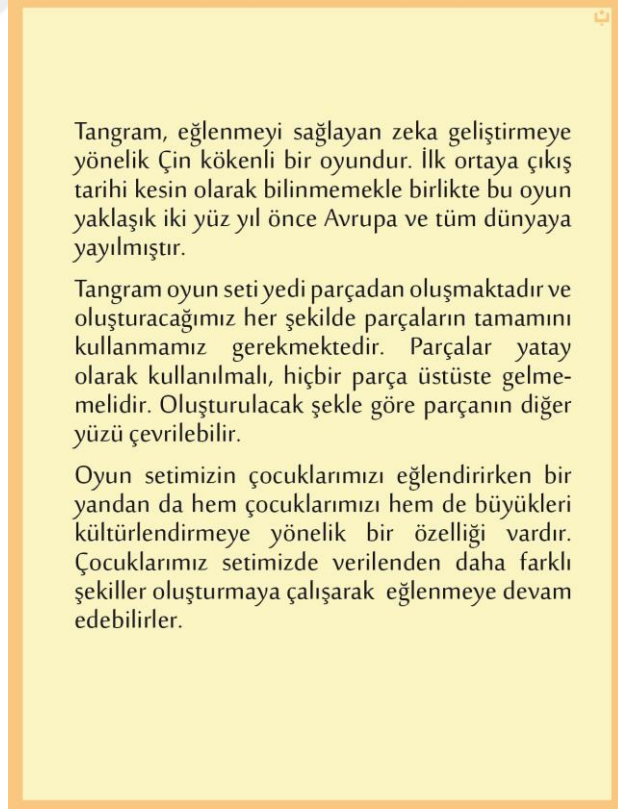 Tangram, eğlenmeyi sağlayan zeka geliştirmeye
yönelik Çin kökenli bir oyundur. İlk ortaya çıkış
tarihi kesin olarak bilinmemekle birlikte bu oyun
yaklaşık iki yüz yıl önce Avrupa ve tüm dünyaya
yayılmıştır.
Tangram oyun seti yedi parçadan oluşmaktadır ve
oluşturacağımız her şekilde parçaların tamamını
kullanmamız gerekmektedir. Parçalar yatay
olarak kullanılmalı, hiçbir parça üstüste gelme-
melidir. Oluşturulacak şekle göre parçanın diğer
yüzü çevrilebilir.
Oyun setimizin çocuklarımızı eğlendirirken bir
yandan da hem çocuklarımızı hem de büyükleri
kültürlendirmeye yönelik bir özelliği vardır.
Çocuklarımız setimizde verilenden daha farklı
şekiller oluşturmaya çalışarak  eğlenmeye devam
edebilirler.